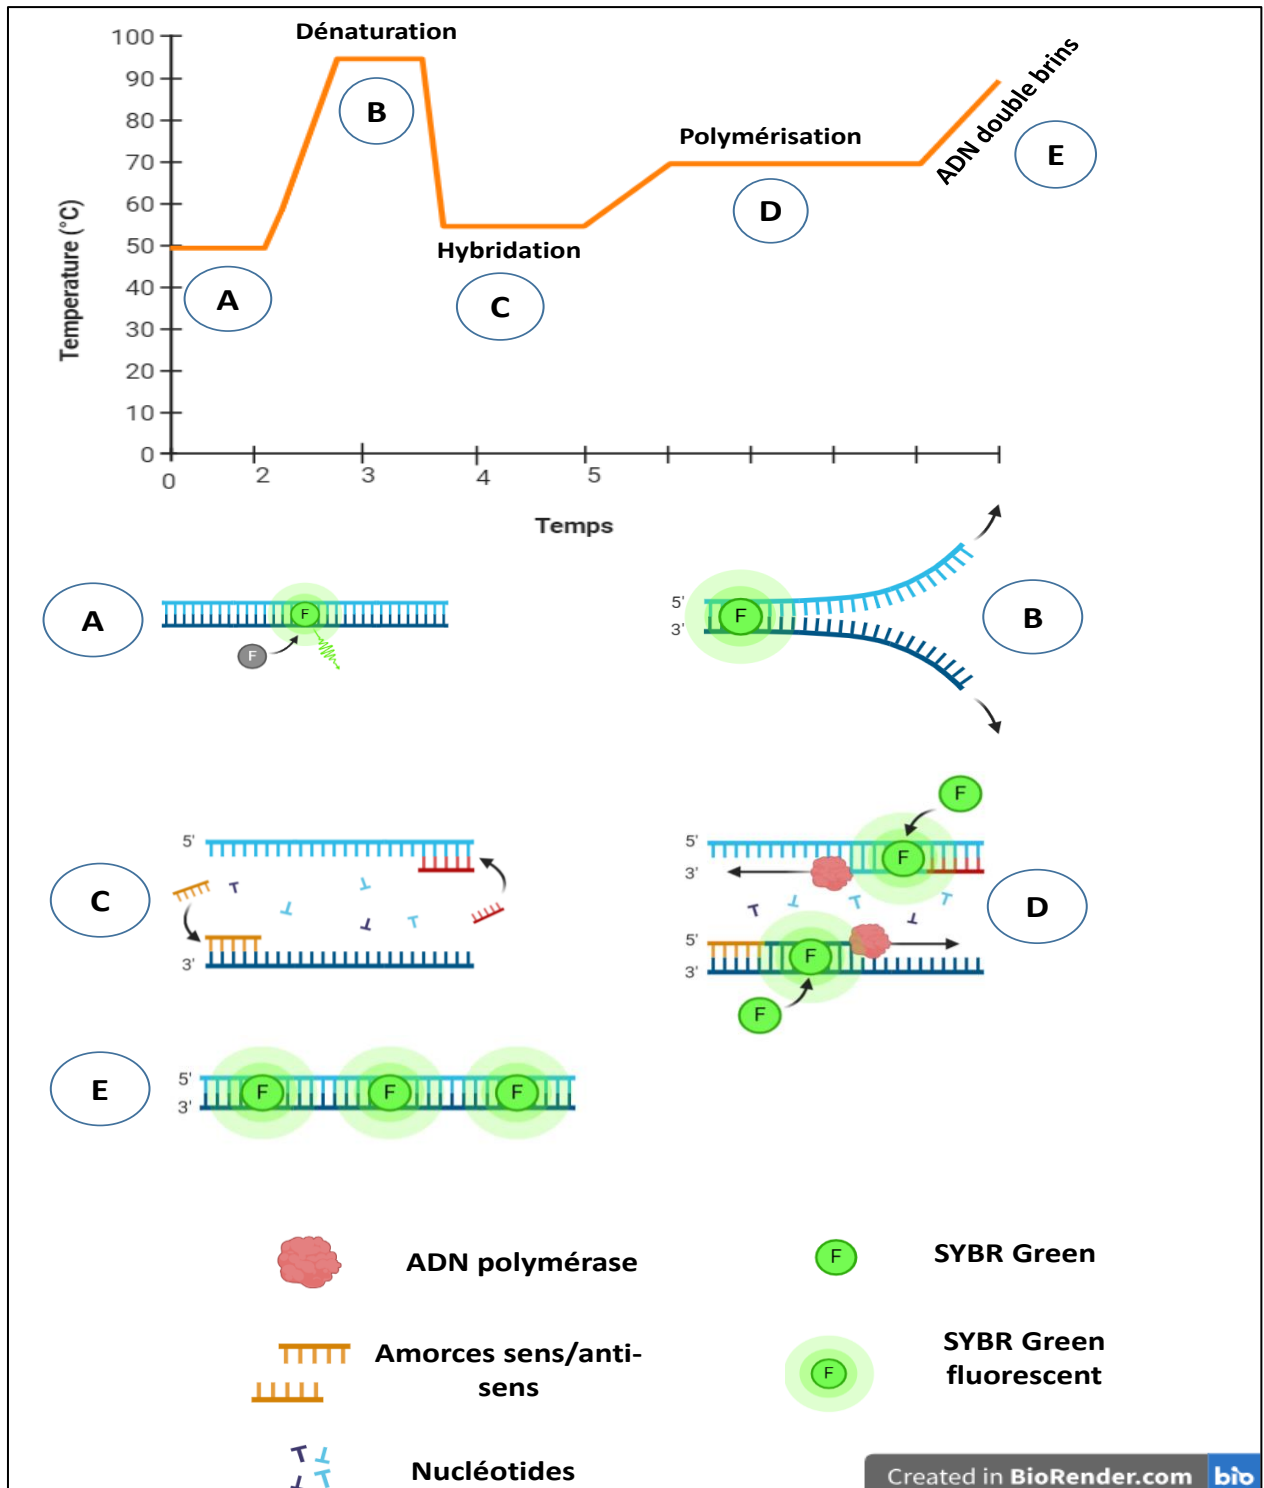 Dénaturation
100
90
80
70
60
50
40
30
20
10
0
Temperature (°C)
B
Polymérisation
ADN double brins
E
D
Hybridation
A
C
0
2
3
4
5
Temps
A
F
F
5'
3'
F
B
C
5'
3'
5'
3'
F
F
5'
3'
D
5'
3'
F
F
E
5'
3'
F
F
F
ADN polymérase
F
SYBR Green
Amorces sens/anti-
sens
F
SYBR Green
fluorescent
Nucléotides
Created in BioRender.com bio